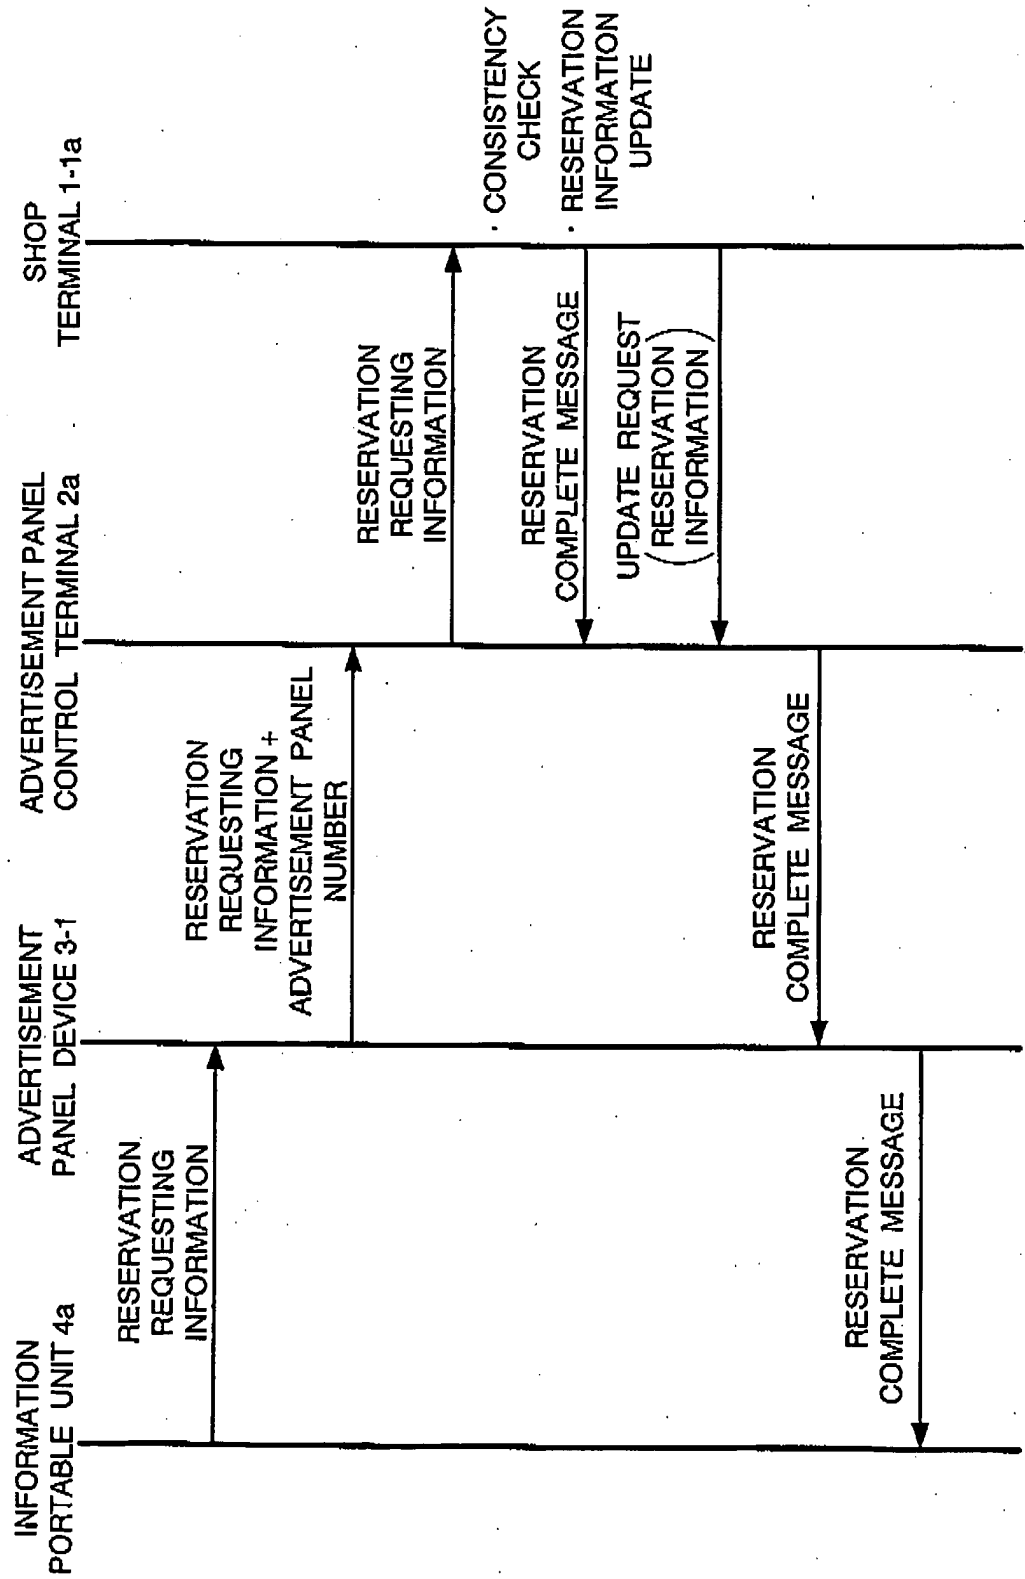 INFORMATION
PORTABLE UNIT 4a
ADVERTISEMENT
PANEL DEVICE 3-1
ADVERTISEMENT PANEL
CONTROL TERMINAL 2a
SHOP
TERMINAL 1-1a
RESERVATION
REQUESTING
INFORMATION
RESERVATION
REQUESTING
INFORMATION +
ADVERTISEMENT PANEL
NUMBER
RESERVATION
REQUESTING
INFORMATION
· CONSISTENCY
CHECK
· RESERVATION
INFORMATION
UPDATE
RESERVATION
COMPLETE MESSAGE
UPDATE REQUEST
(RESERVATION
INFORMATION)
RESERVATION
COMPLETE MESSAGE
RESERVATION
COMPLETE MESSAGE